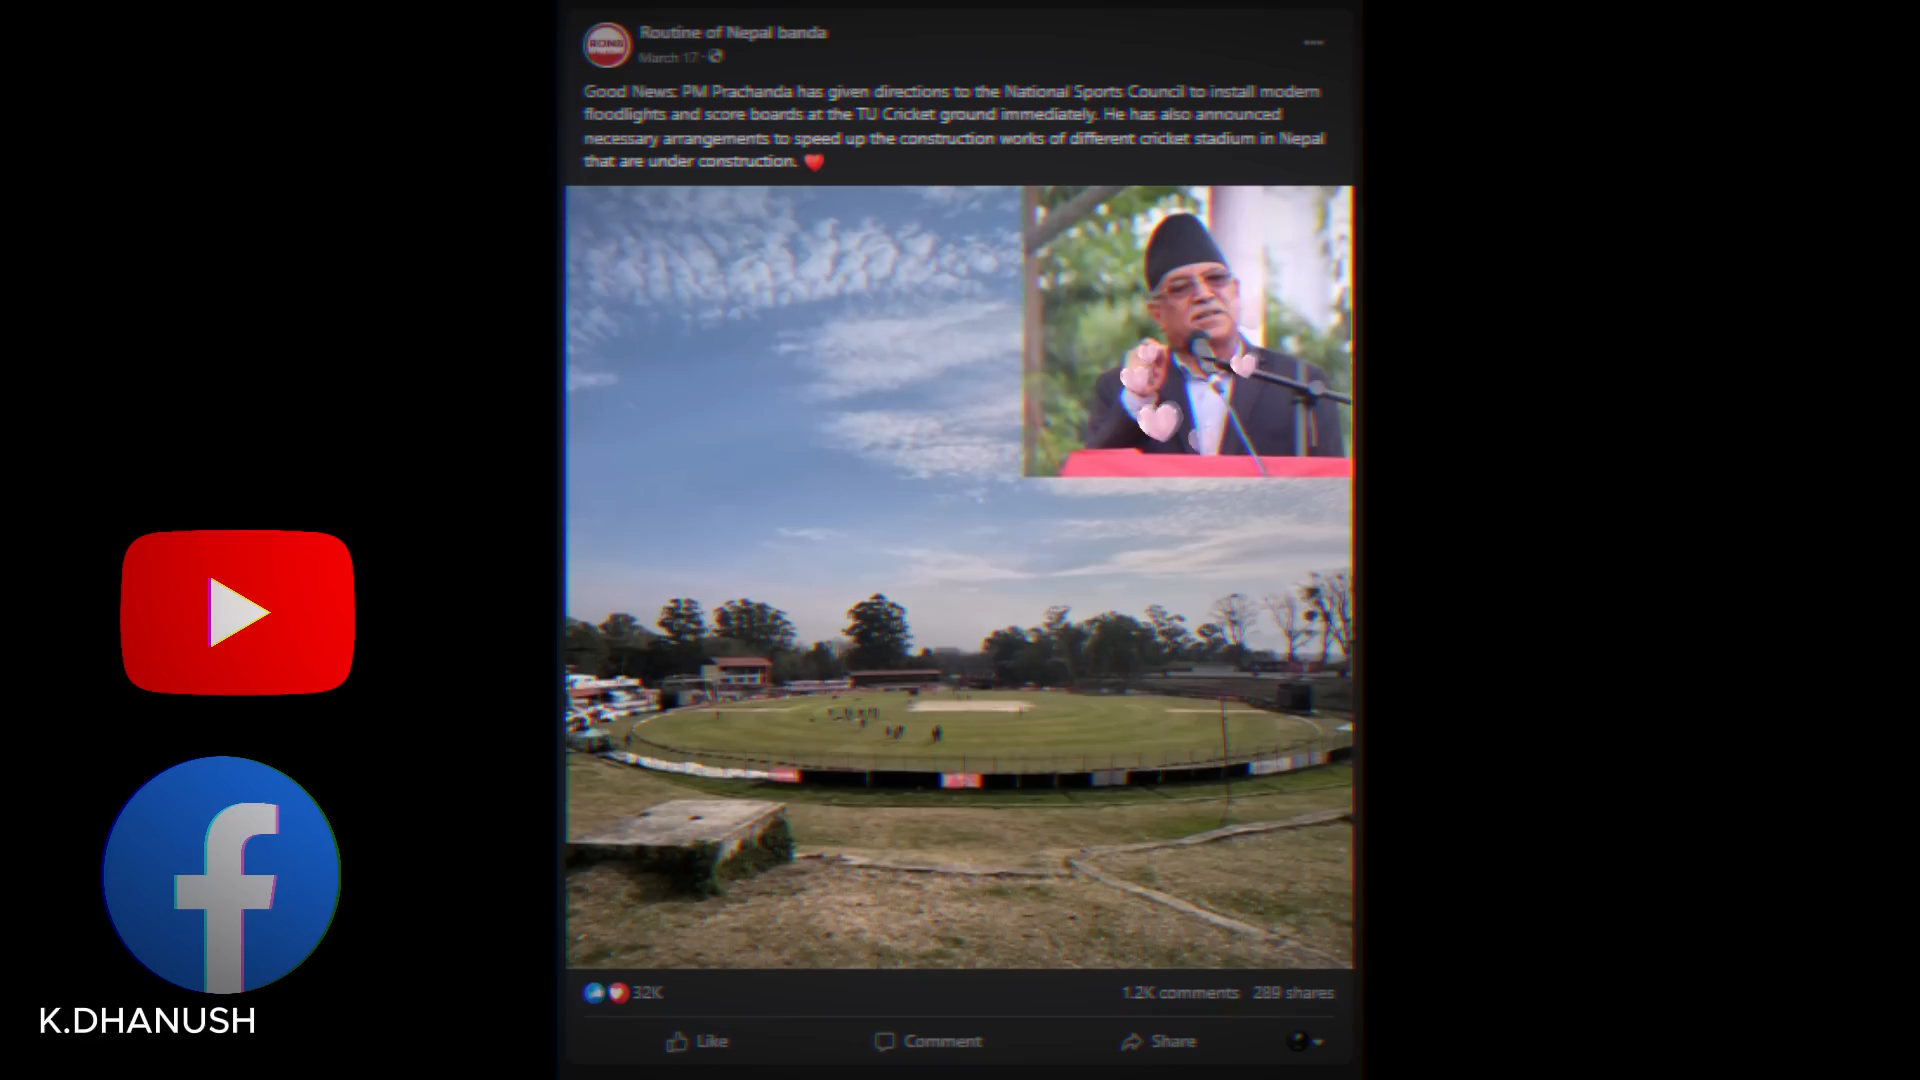 Routine of Nepal banda
March 17
Good News: PM Prachanda has given directions to the National Sports Council to install modern
floodlights and score boards at the TU Cricket ground immediately. He has also announced
necessary arrangements to speed up the construction works of different cricket stadium in Nepal
that are under construction. ❤️
32K
1.2K comments 289 shares
Like Comment Share
K.DHANUSH